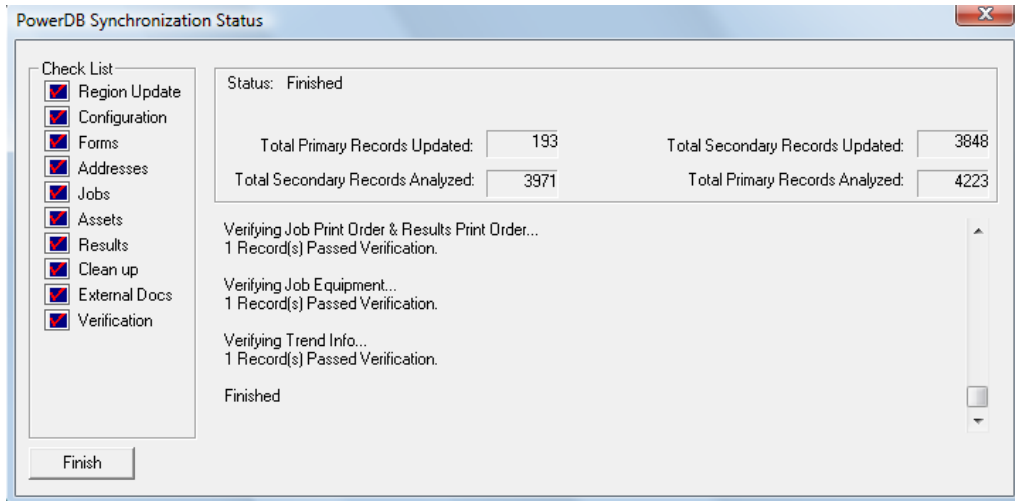 PowerDB Synchronization Status
Check List
Region Update
Configuration
Forms
Addresses
Jobs
Assets
Results
Clean up
External Docs
Verification
Status: Finished
Total Primary Records Updated: 193
Total Secondary Records Updated: 3848
Total Secondary Records Analyzed: 3971
Total Primary Records Analyzed: 4223
Verifying Job Print Order & Results Print Order...
1 Record(s) Passed Verification.
Verifying Job Equipment...
1 Record(s) Passed Verification.
Verifying Trend Info...
1 Record(s) Passed Verification.
Finished
Finish